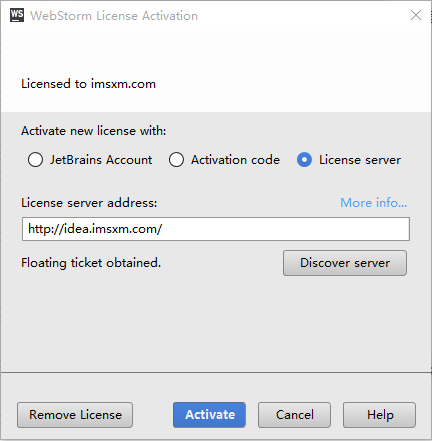 WS WebStorm License Activation
Licensed to imsxm.com
Activate new license with:
JetBrains Account Activation code License server
License server address: More info...
http://idea.imsxm.com/
Floating ticket obtained. Discover server
Remove License Activate Cancel Help